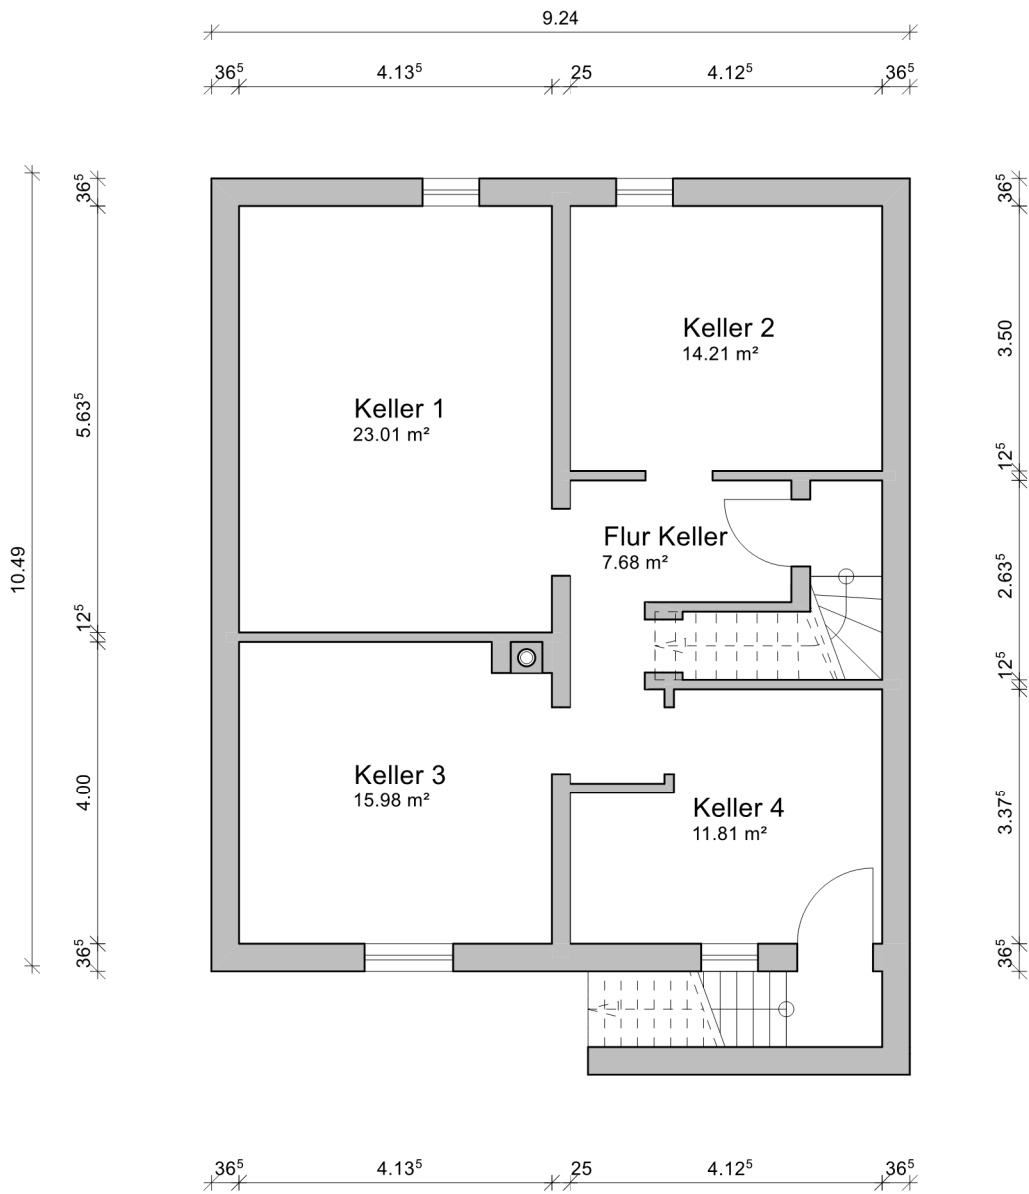 9.24
36⁵ 4.13⁵ 25 4.12⁵ 36⁵
36⁵
36⁵
Keller 2
14.21 m²
3.50
Keller 1
23.01 m²
5.63⁵
12⁵
Flur Keller
7.68 m²
10.49
2.63⁵
12⁵
12⁵
Keller 3
15.98 m²
4.00
Keller 4
11.81 m²
3.37⁵
36⁵
36⁵
36⁵ 4.13⁵ 25 4.12⁵ 36⁵